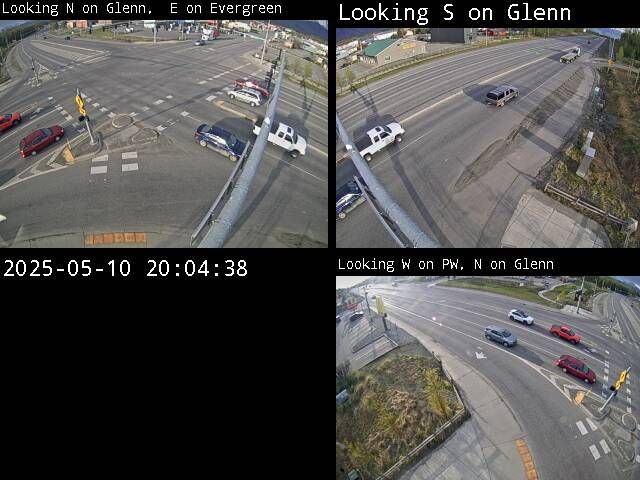 Looking N on Glenn,  E on Evergreen
Looking S on Glenn
2025-05-10 20:04:38
Looking W on PW, N on Glenn